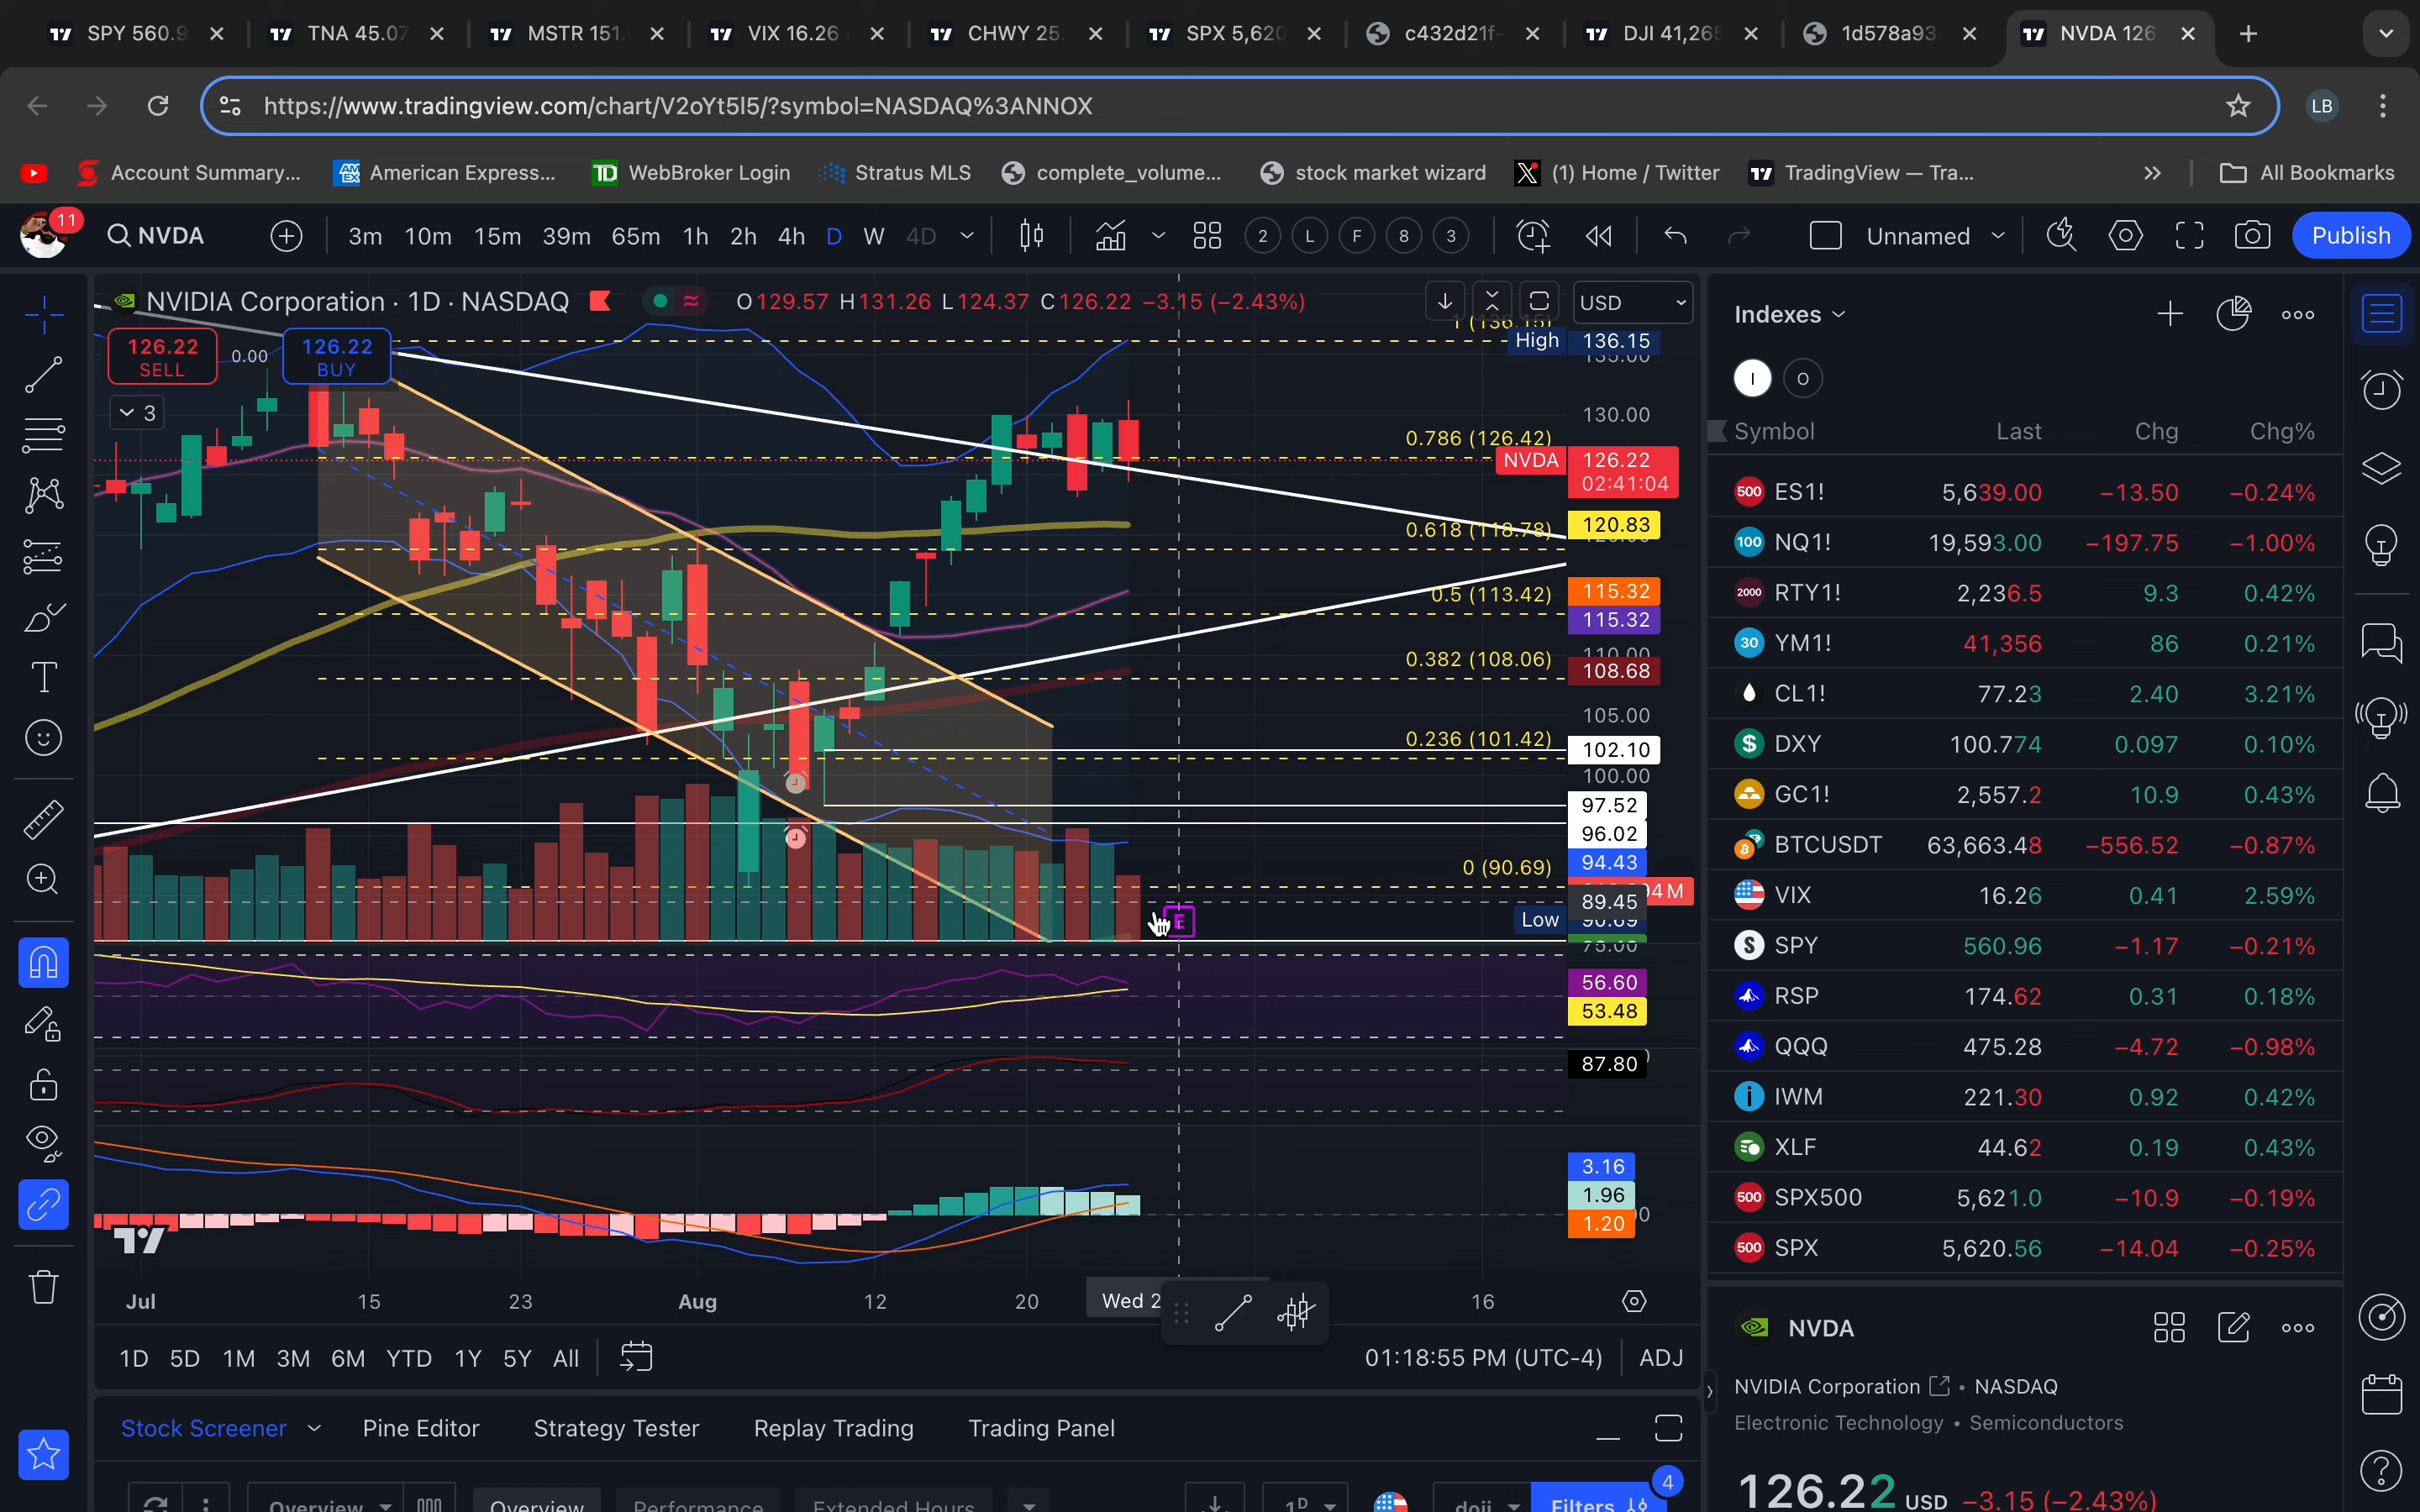 SPY 560.9 TNA 45.07 MSTR 151. VIX 16.26 CHWY 25. SPX 5,620 c432d21f- DJI 41,265 1d578a93- NVDA 126
https://www.tradingview.com/chart/V2oYt5l5/?symbol=NASDAQ%3ANNOX LB
Account Summary... American Express... WebBroker Login Stratus MLS complete_volume... stock market wizard (1) Home / Twitter TradingView — Tra... All Bookmarks
11 NVDA 3m 10m 15m 39m 65m 1h 2h 4h D W 4D 2 L F 8 3 Unnamed Publish
NVIDIA Corporation · 1D · NASDAQ O129.57 H131.26 L124.37 C126.22 −3.15 (−2.43%) USD
126.22 SELL 0.00 126.22 BUY
3
1 (136.15)
High 136.15
135.00
130.00
0.786 (126.42)
NVDA 126.22
02:41:04
0.618 (118.78) 120.83
0.5 (113.42) 115.32
115.32
110.00
0.382 (108.06) 108.68
105.00
0.236 (101.42) 102.10
100.00
97.52
96.02
0 (90.69) 94.43
89.45
Low 90.69
E
75.00
56.60
53.48
87.80
3.16
1.96
1.20
Jul 15 23 Aug 12 20 Wed 2 16
1D 5D 1M 3M 6M YTD 1Y 5Y All 01:18:55 PM (UTC-4) ADJ
Stock Screener Pine Editor Strategy Tester Replay Trading Trading Panel
Overview Overview Performance Extended Hours 1D doji Filters 4
Indexes
I O
Symbol Last Chg Chg%
500 ES1! 5,639.00 −13.50 −0.24%
100 NQ1! 19,593.00 −197.75 −1.00%
2000 RTY1! 2,236.5 9.3 0.42%
30 YM1! 41,356 86 0.21%
CL1! 77.23 2.40 3.21%
DXY 100.774 0.097 0.10%
GC1! 2,557.2 10.9 0.43%
BTCUSDT 63,663.48 −556.52 −0.87%
VIX 16.26 0.41 2.59%
SPY 560.96 −1.17 −0.21%
RSP 174.62 0.31 0.18%
QQQ 475.28 −4.72 −0.98%
IWM 221.30 0.92 0.42%
XLF 44.62 0.19 0.43%
500 SPX500 5,621.0 −10.9 −0.19%
500 SPX 5,620.56 −14.04 −0.25%
NVDA
NVIDIA Corporation • NASDAQ
Electronic Technology • Semiconductors
126.22 USD −3.15 (−2.43%)